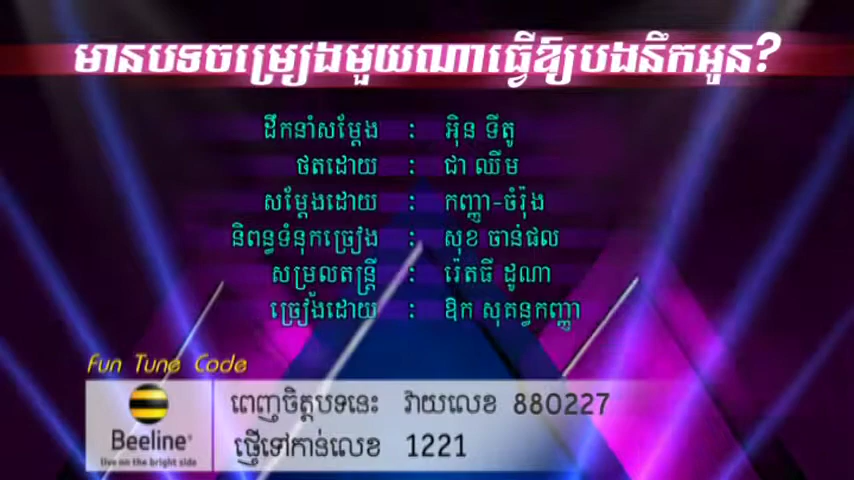 មានបទចម្រៀងមួយណាធ្វើឱ្យបងនឹកអូន?
ដឹកនាំសម្តែង : អ៊ិន ទីតូ
ថតដោយ : ជា ឈីម
សម្តែងដោយ : កញ្ញា-ចំរ៉ុង
និពន្ធទំនុកច្រៀង : សុខ ចាន់ផល
សម្រួលតន្ត្រី : រ៉េតធី ដូណា
ច្រៀងដោយ : ឱក សុគន្ធកញ្ញា
Fun Tune Code
ពេញចិត្តបទនេះ វាយលេខ 880227
Beeline®
ផ្ញើទៅកាន់លេខ 1221
live on the bright side